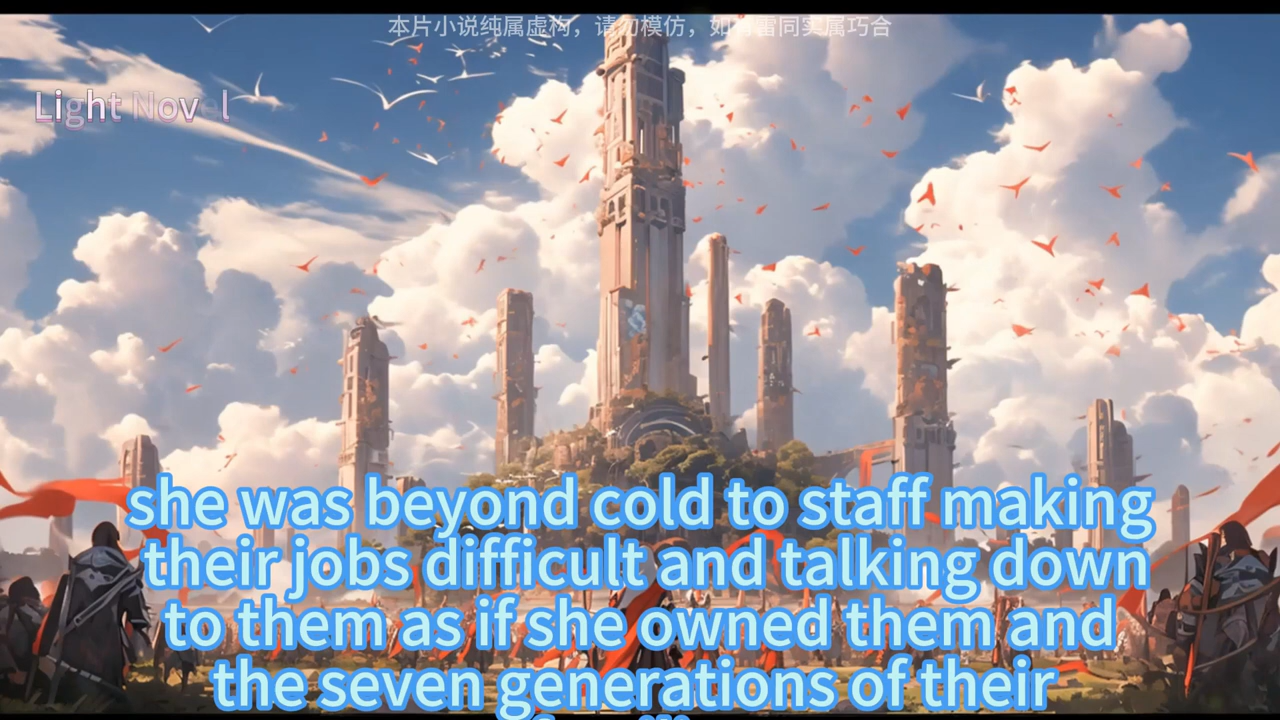 本片小说纯属虚构，请勿模仿，如有雷同实属巧合
Light Novel
she was beyond cold to staff making
their jobs difficult and talking down
to them as if she owned them and
the seven generations of their